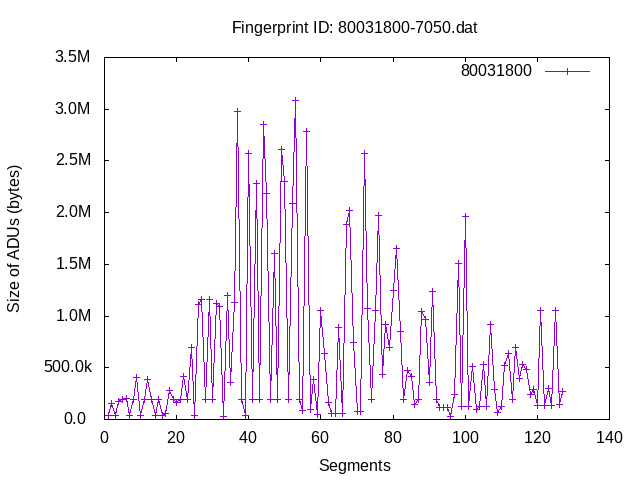 Fingerprint ID: 80031800-7050.dat
80031800
3.5M
3.0M
2.5M
2.0M
1.5M
1.0M
500.0k
0.0
Size of ADUs (bytes)
0 20 40 60 80 100 120 140
Segments